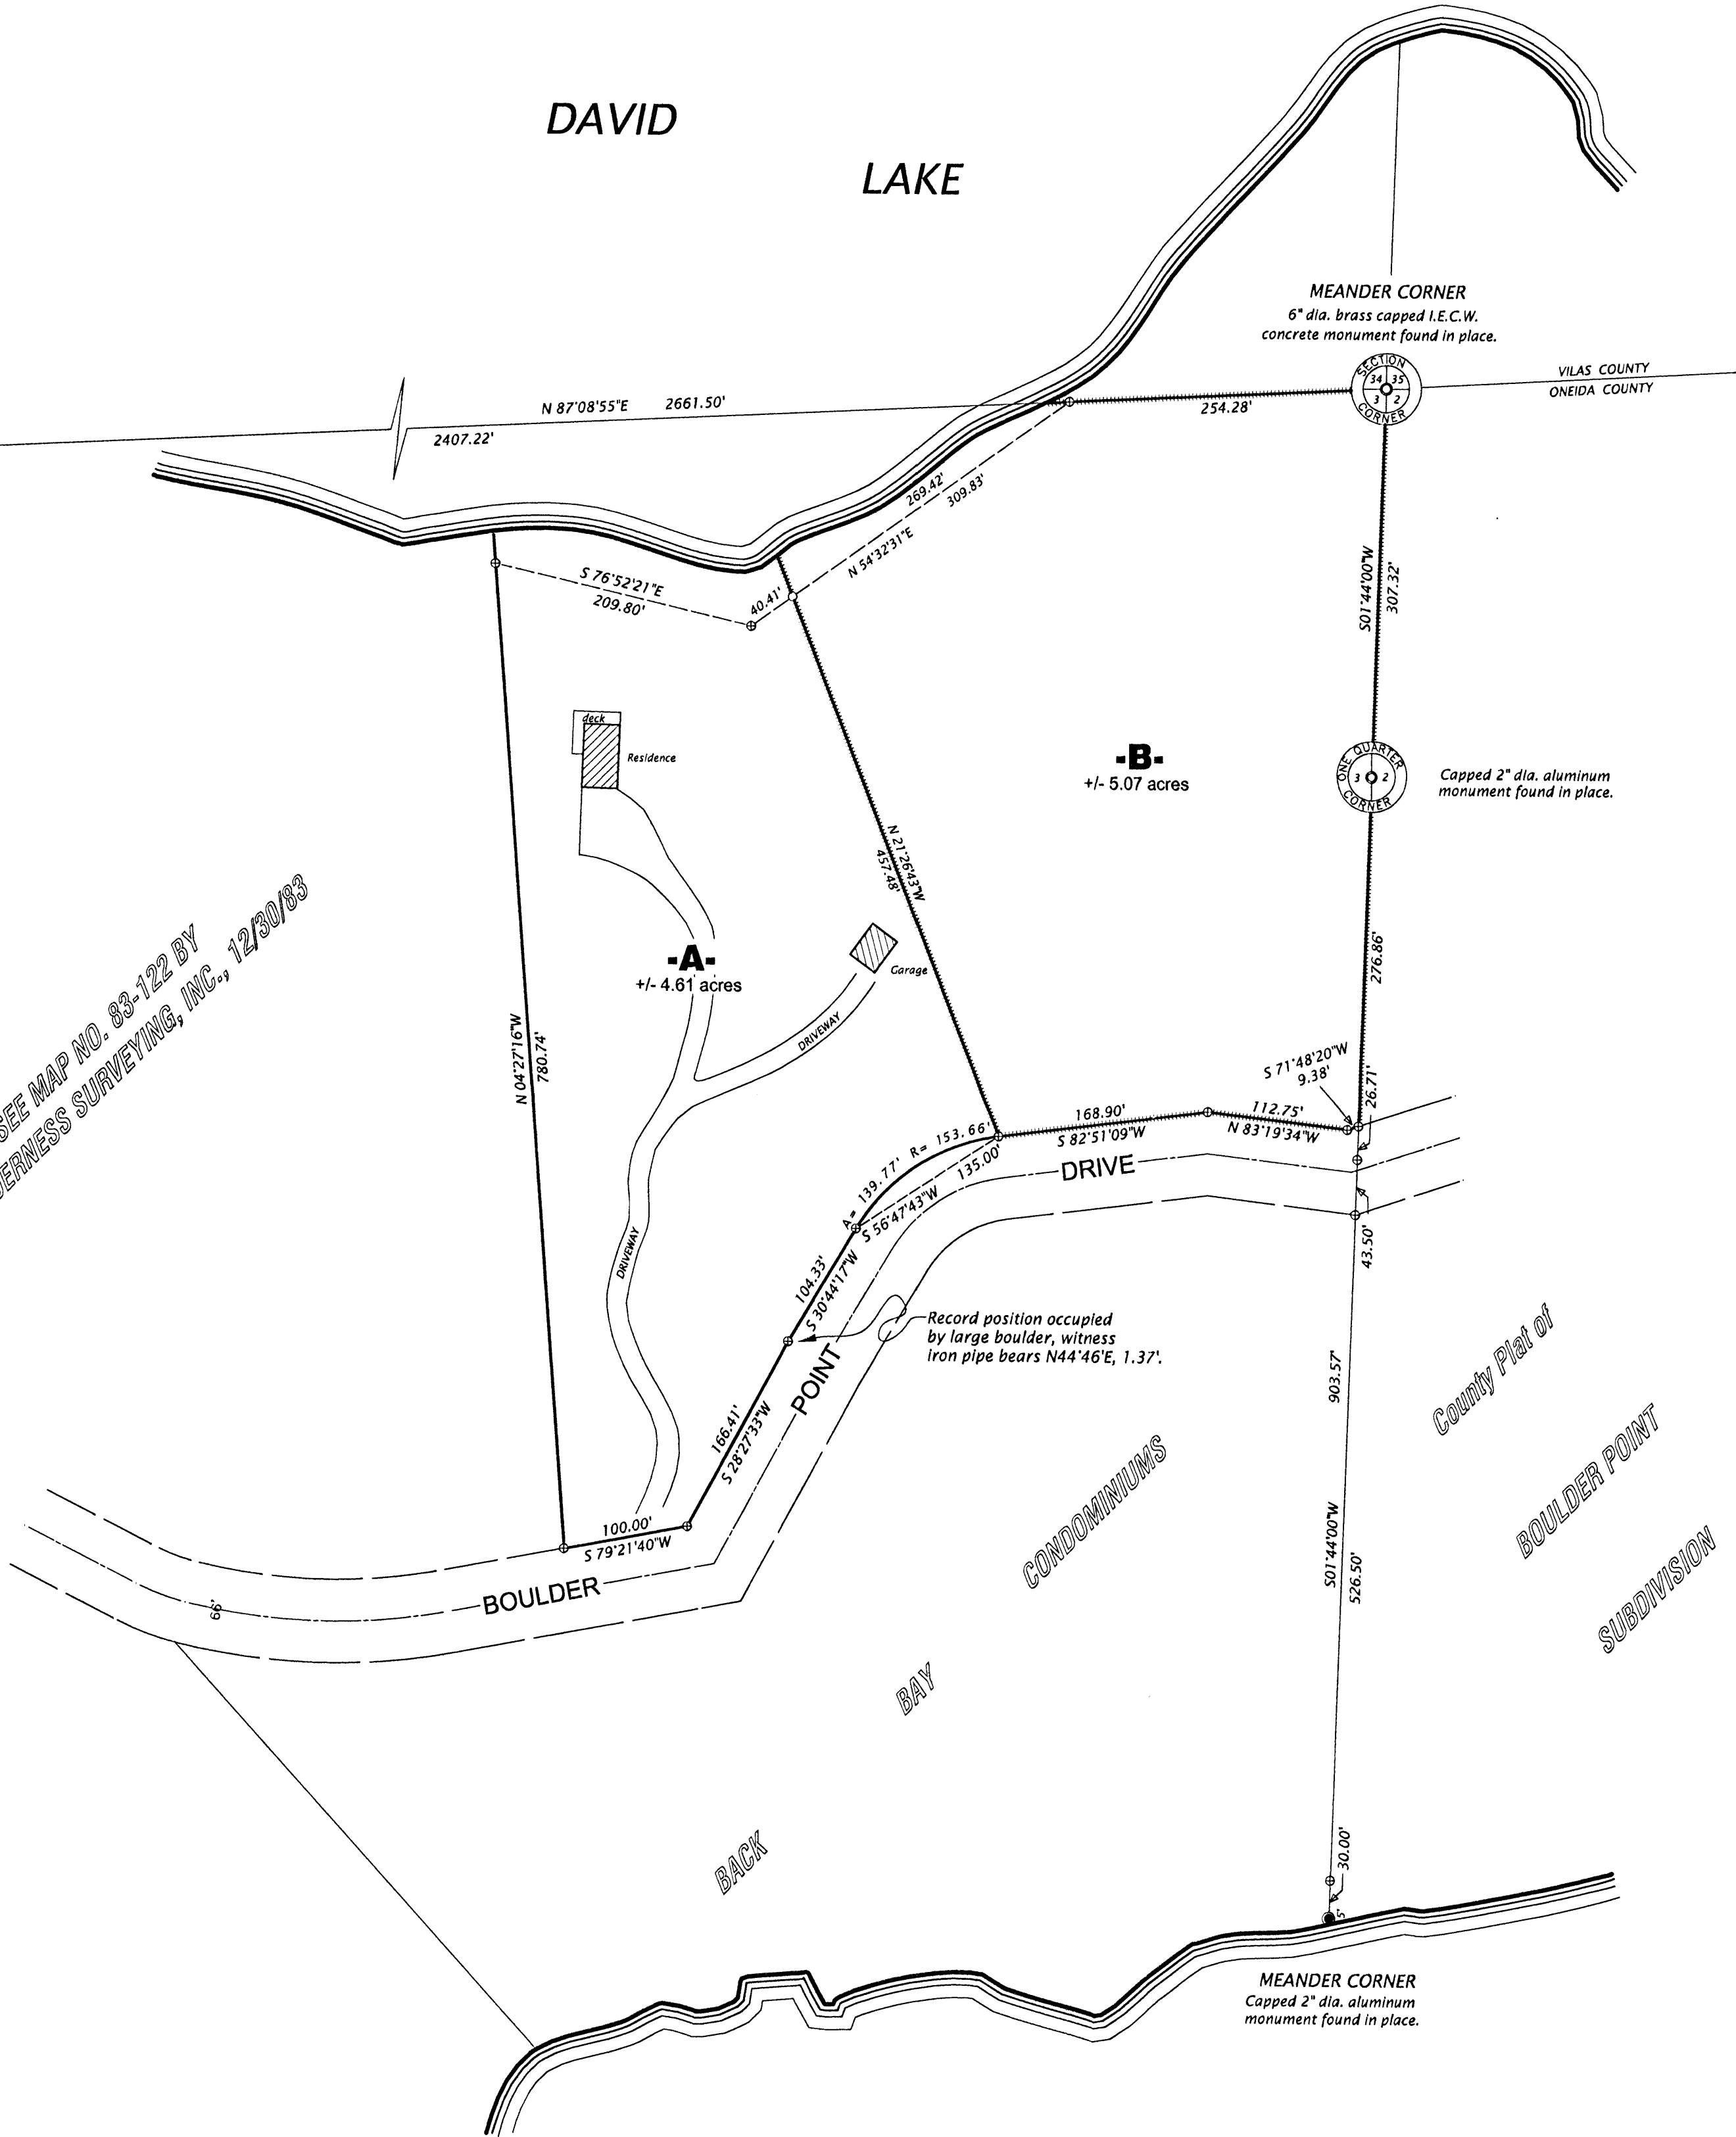 DAVID
LAKE
MEANDER CORNER
6" dia. brass capped I.E.C.W.
concrete monument found in place.
SECTION
34 35
3 2
CORNER
VILAS COUNTY
ONEIDA COUNTY
N 87°08'55"E 2661.50'
2407.22'
254.28'
269.42'
309.83'
N 54°32'31"E
S 76°52'21"E
209.80'
40.41'
S01°44'00"W
307.32'
deck
Residence
-B-
+/- 5.07 acres
ONE QUARTER
3 2
CORNER
Capped 2" dia. aluminum
monument found in place.
N 21°26'43"W
457.48'
-A-
+/- 4.61 acres
Garage
DRIVEWAY
276.86'
SEE MAP NO. 83-122 BY
DERNESS SURVEYING, INC., 12/30/83
N 04°27'16"W
780.74'
S 71°48'20"W
9.38'
26.71'
168.90'
S 82°51'09"W
112.75'
N 83°19'34"W
A= 139.77' R= 153.66'
135.00'
S 56°47'43"W
DRIVE
43.50'
DRIVEWAY
104.33'
S 30°44'17"W
Record position occupied
by large boulder, witness
iron pipe bears N44°46'E, 1.37'.
POINT
166.41'
S 28°27'33"W
903.57'
County Plat of
BOULDER POINT
SUBDIVISION
100.00'
S 79°21'40"W
BOULDER
66'
S01°44'00"W
526.50'
CONDOMINIUMS
BAY
BACK
30.00'
5'
MEANDER CORNER
Capped 2" dia. aluminum
monument found in place.